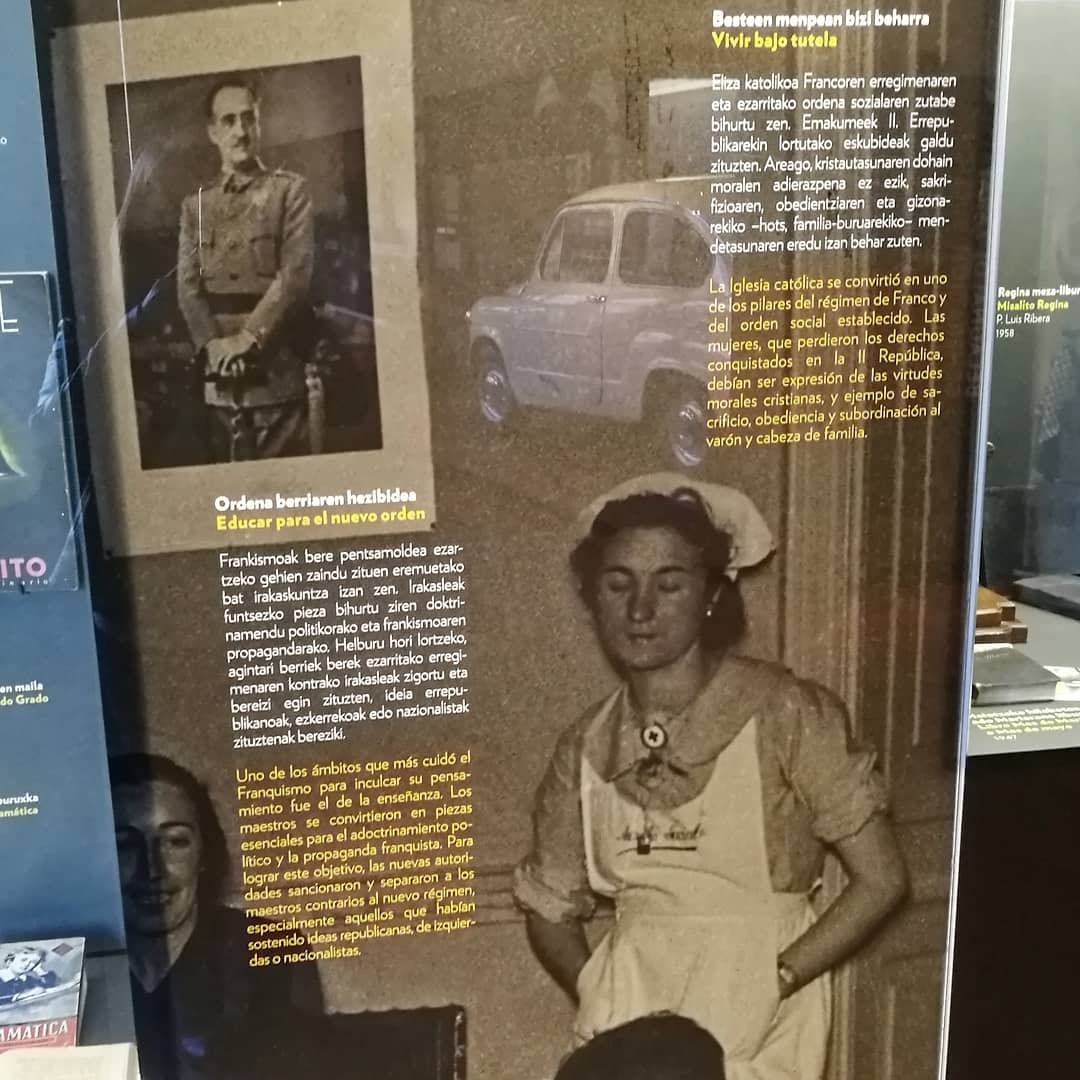 Besteen menpean bizi beharra
Vivir bajo tutela
Eliza katolikoa Francoren erregimenaren
eta ezarritako ordena sozialaren zutabe
bihurtu zen. Emakumeek II. Errepu-
blikarekin lortutako eskubideak galdu
zituzten. Areago, kristautasunaren dohain
moralen adierazpena ez ezik, sakri-
fizioaren, obedientziaren eta gizona-
rekiko –hots, familia-buruarekiko– men-
detasunaren eredu izan behar zuten.
La Iglesia católica se convirtió en uno
de los pilares del régimen de Franco y
del orden social establecido. Las
mujeres, que perdieron los derechos
conquistados en la II República,
debían ser expresión de las virtudes
morales cristianas, y ejemplo de sa-
crificio, obediencia y subordinación al
varón y cabeza de familia.
Ordena berriaren hezibidea
Educar para el nuevo orden
Frankismoak bere pentsamoldea ezar-
tzeko gehien zaindu zituen eremuetako
bat irakaskuntza izan zen. Irakasleak
funtsezko pieza bihurtu ziren doktri-
namendu politikorako eta frankismoaren
propagandarako. Helburu hori lortzeko,
agintari berriek berek ezarritako erregi-
menaren kontrako irakasleak zigortu eta
bereizi egin zituzten, ideia errepu-
blikanoak, ezkerrekoak edo nazionalistak
zituztenak bereziki.
Uno de los ámbitos que más cuidó el
Franquismo para inculcar su pensa-
miento fue el de la enseñanza. Los
maestros se convirtieron en piezas
esenciales para el adoctrinamiento po-
lítico y la propaganda franquista. Para
lograr este objetivo, las nuevas autori-
dades sancionaron y separaron a los
maestros contrarios al nuevo régimen,
especialmente aquellos que habían
sostenido ideas republicanas, de izquier-
das o nacionalistas.
Regina meza-libur
Misalito Regina
P. Luis Ribera
1958
1947
ITO
en maila
do Grado
buruxka
amática
AMATICA